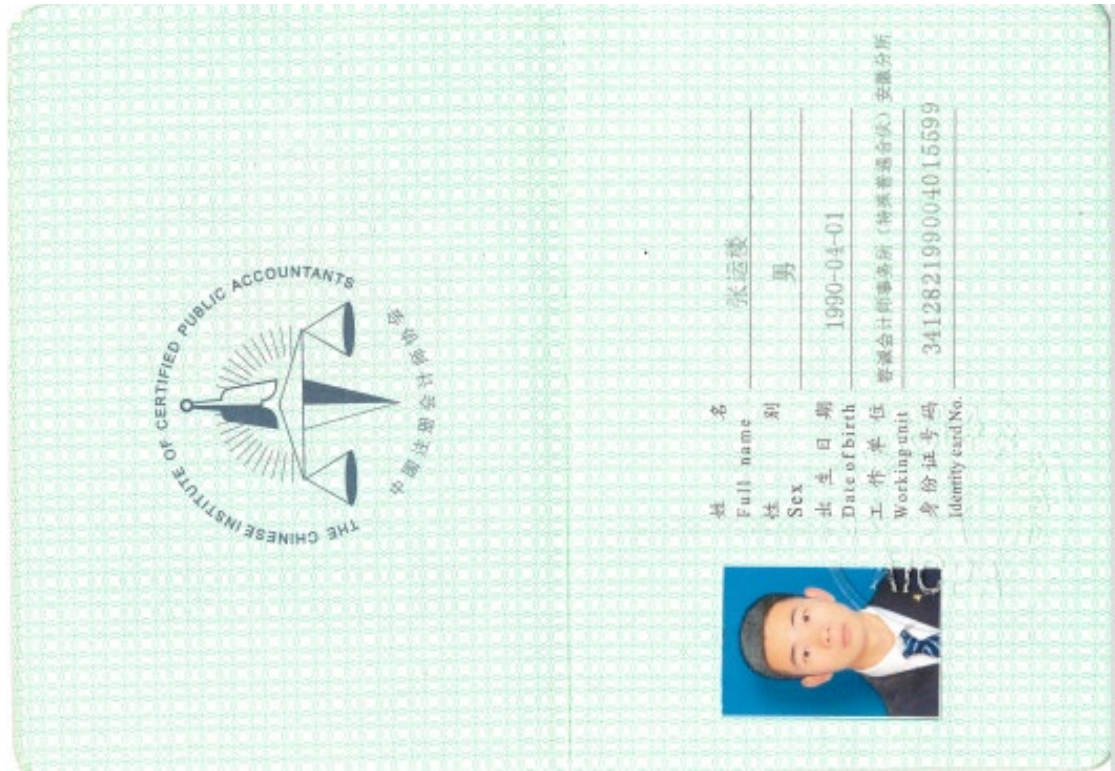 THE CHINESE INSTITUTE OF CERTIFIED PUBLIC ACCOUNTANTS
中国注册会计师协会
姓 名 张运楼
Full name
性 别 男
Sex
出 生 日 期 1990-04-01
Date of birth
工 作 单 位 容诚会计师事务所(特殊普通合伙)安徽分所
Working unit
身份证号码 341282199004015599
Identity card No.